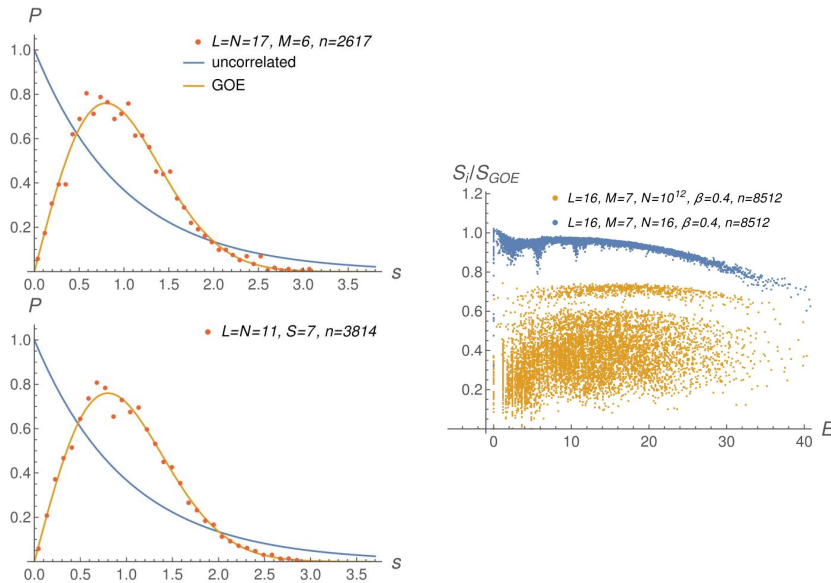 P
L=N=17, M=6, n=2617
uncorrelated
GOE
1.0
0.8
0.6
0.4
0.2
0.0 0.5 1.0 1.5 2.0 2.5 3.0 3.5 s
P
L=N=11, S=7, n=3814
1.0
0.8
0.6
0.4
0.2
0.0 0.5 1.0 1.5 2.0 2.5 3.0 3.5 s
S_i/S_GOE
L=16, M=7, N=10^12, β=0.4, n=8512
L=16, M=7, N=16, β=0.4, n=8512
1.2
1.0
0.8
0.6
0.4
0.2
0 10 20 30 40 E